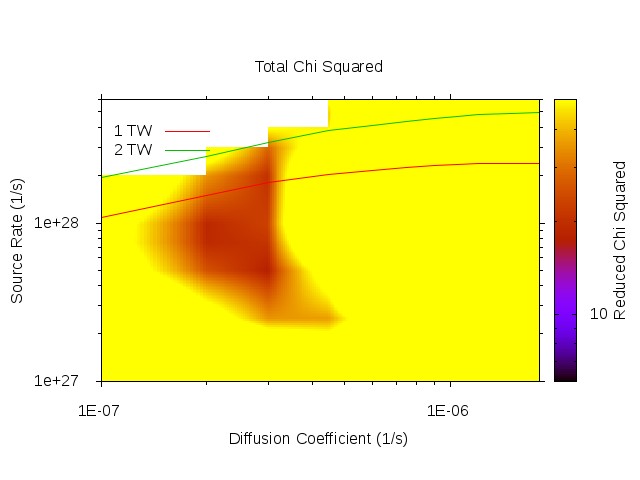 Total Chi Squared
1 TW
2 TW
1e+28
1e+27
Source Rate (1/s)
1E-07
1E-06
Diffusion Coefficient (1/s)
10
Reduced Chi Squared